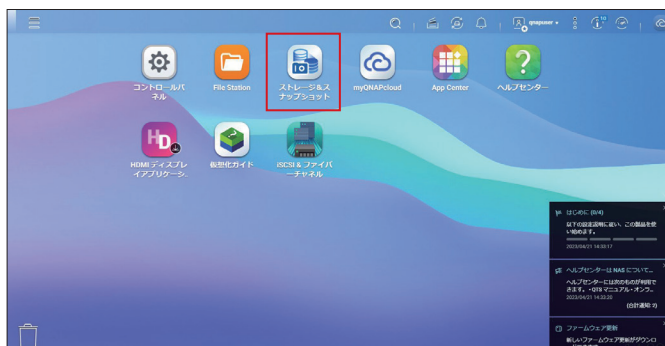 qnapuser
10
コントロールパ
ネル
File Station
ストレージ&ス
ナップショット
myQNAPcloud
App Center
ヘルプセンター
HDMI ディスプレ
イアプリケーシ...
仮想化ガイド
iSCSI & ファイバ
ーチャネル
はじめに (0/4)
以下の設定説明に従い、この製品を使
い始めます。
2023/04/21 14:33:17
ヘルプセンターは NAS について...
ヘルプセンターには次のものが利用で
きます。• QTS マニュアル • オンラ...
2023/04/21 14:33:20
(合計通知: 2)
ファームウェア更新
新しいファームウェア更新がダウンロ